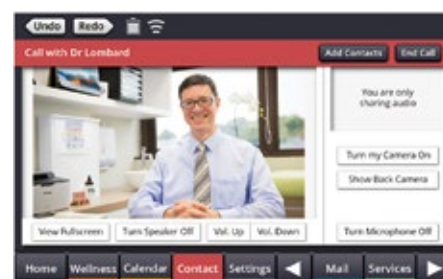 Undo Redo
Call with Dr Lombard Add Contacts End Call
You are only
sharing audio
Turn my Camera On
Show Back Camera
View Fullscreen Turn Speaker Off Vol. Up Vol. Down Turn Microphone Off
Home Wellness Calendar Contact Settings Mail Services